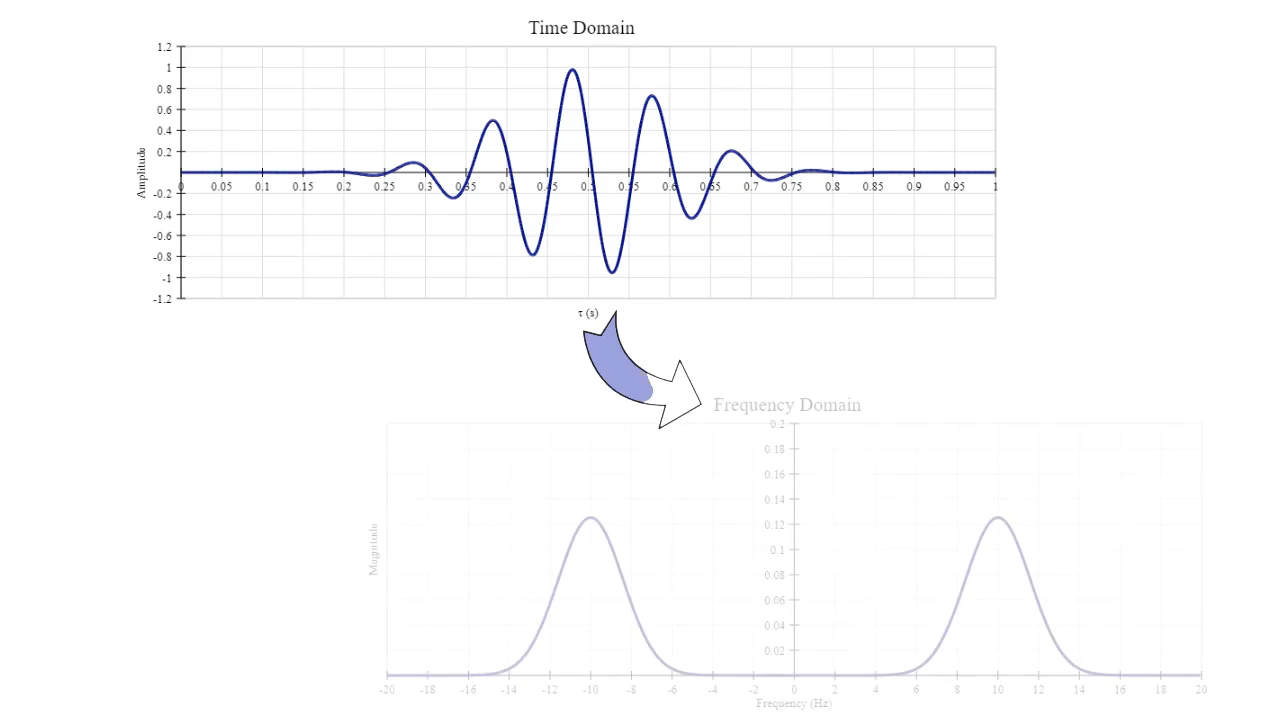 Time Domain
1.2
1
0.8
0.6
0.4
0.2
-0.2
-0.4
-0.6
-0.8
-1
-1.2
Amplitude
0 0.05 0.1 0.15 0.2 0.25 0.3 0.35 0.4 0.45 0.5 0.55 0.6 0.65 0.7 0.75 0.8 0.85 0.9 0.95 1
τ (s)
Frequency Domain
0.2
0.18
0.16
0.14
0.12
0.1
0.08
0.06
0.04
0.02
Magnitude
-20 -18 -16 -14 -12 -10 -8 -6 -4 -2 0 2 4 6 8 10 12 14 16 18 20
Frequency (Hz)